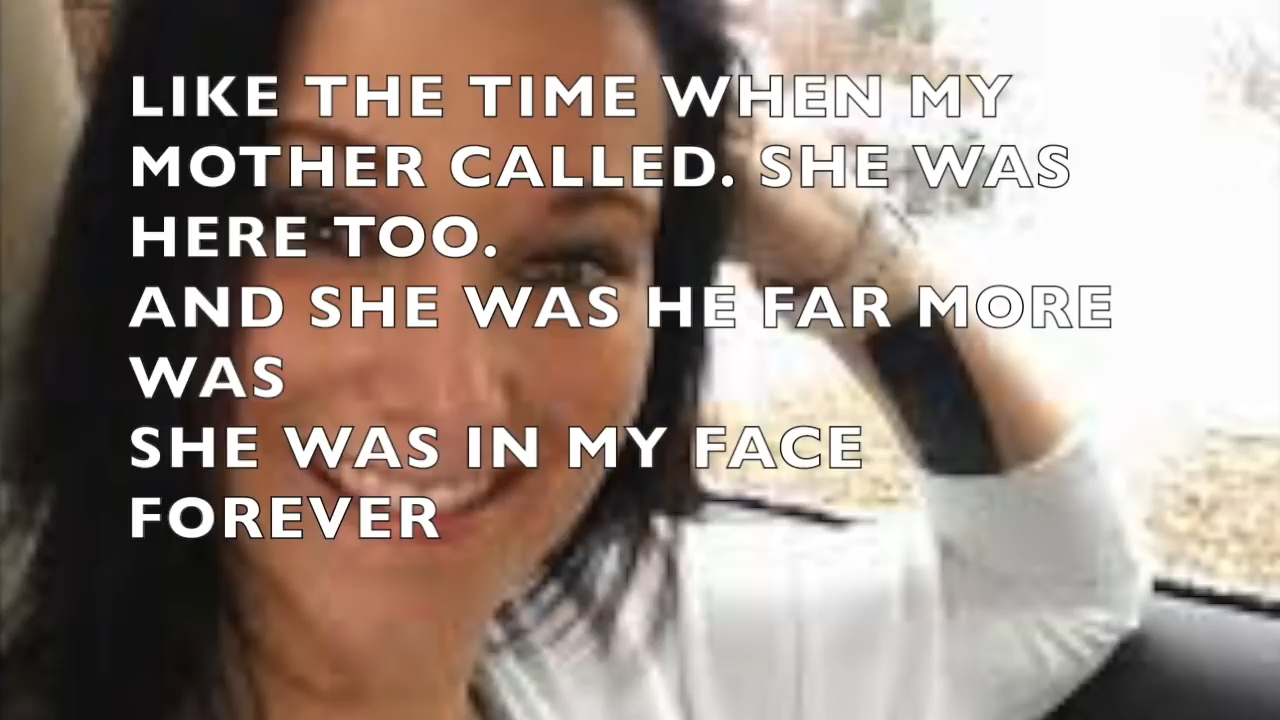 LIKE THE TIME WHEN MY
MOTHER CALLED. SHE WAS
HERE TOO.
AND SHE WAS HE FAR MORE
WAS
SHE WAS IN MY FACE
FOREVER